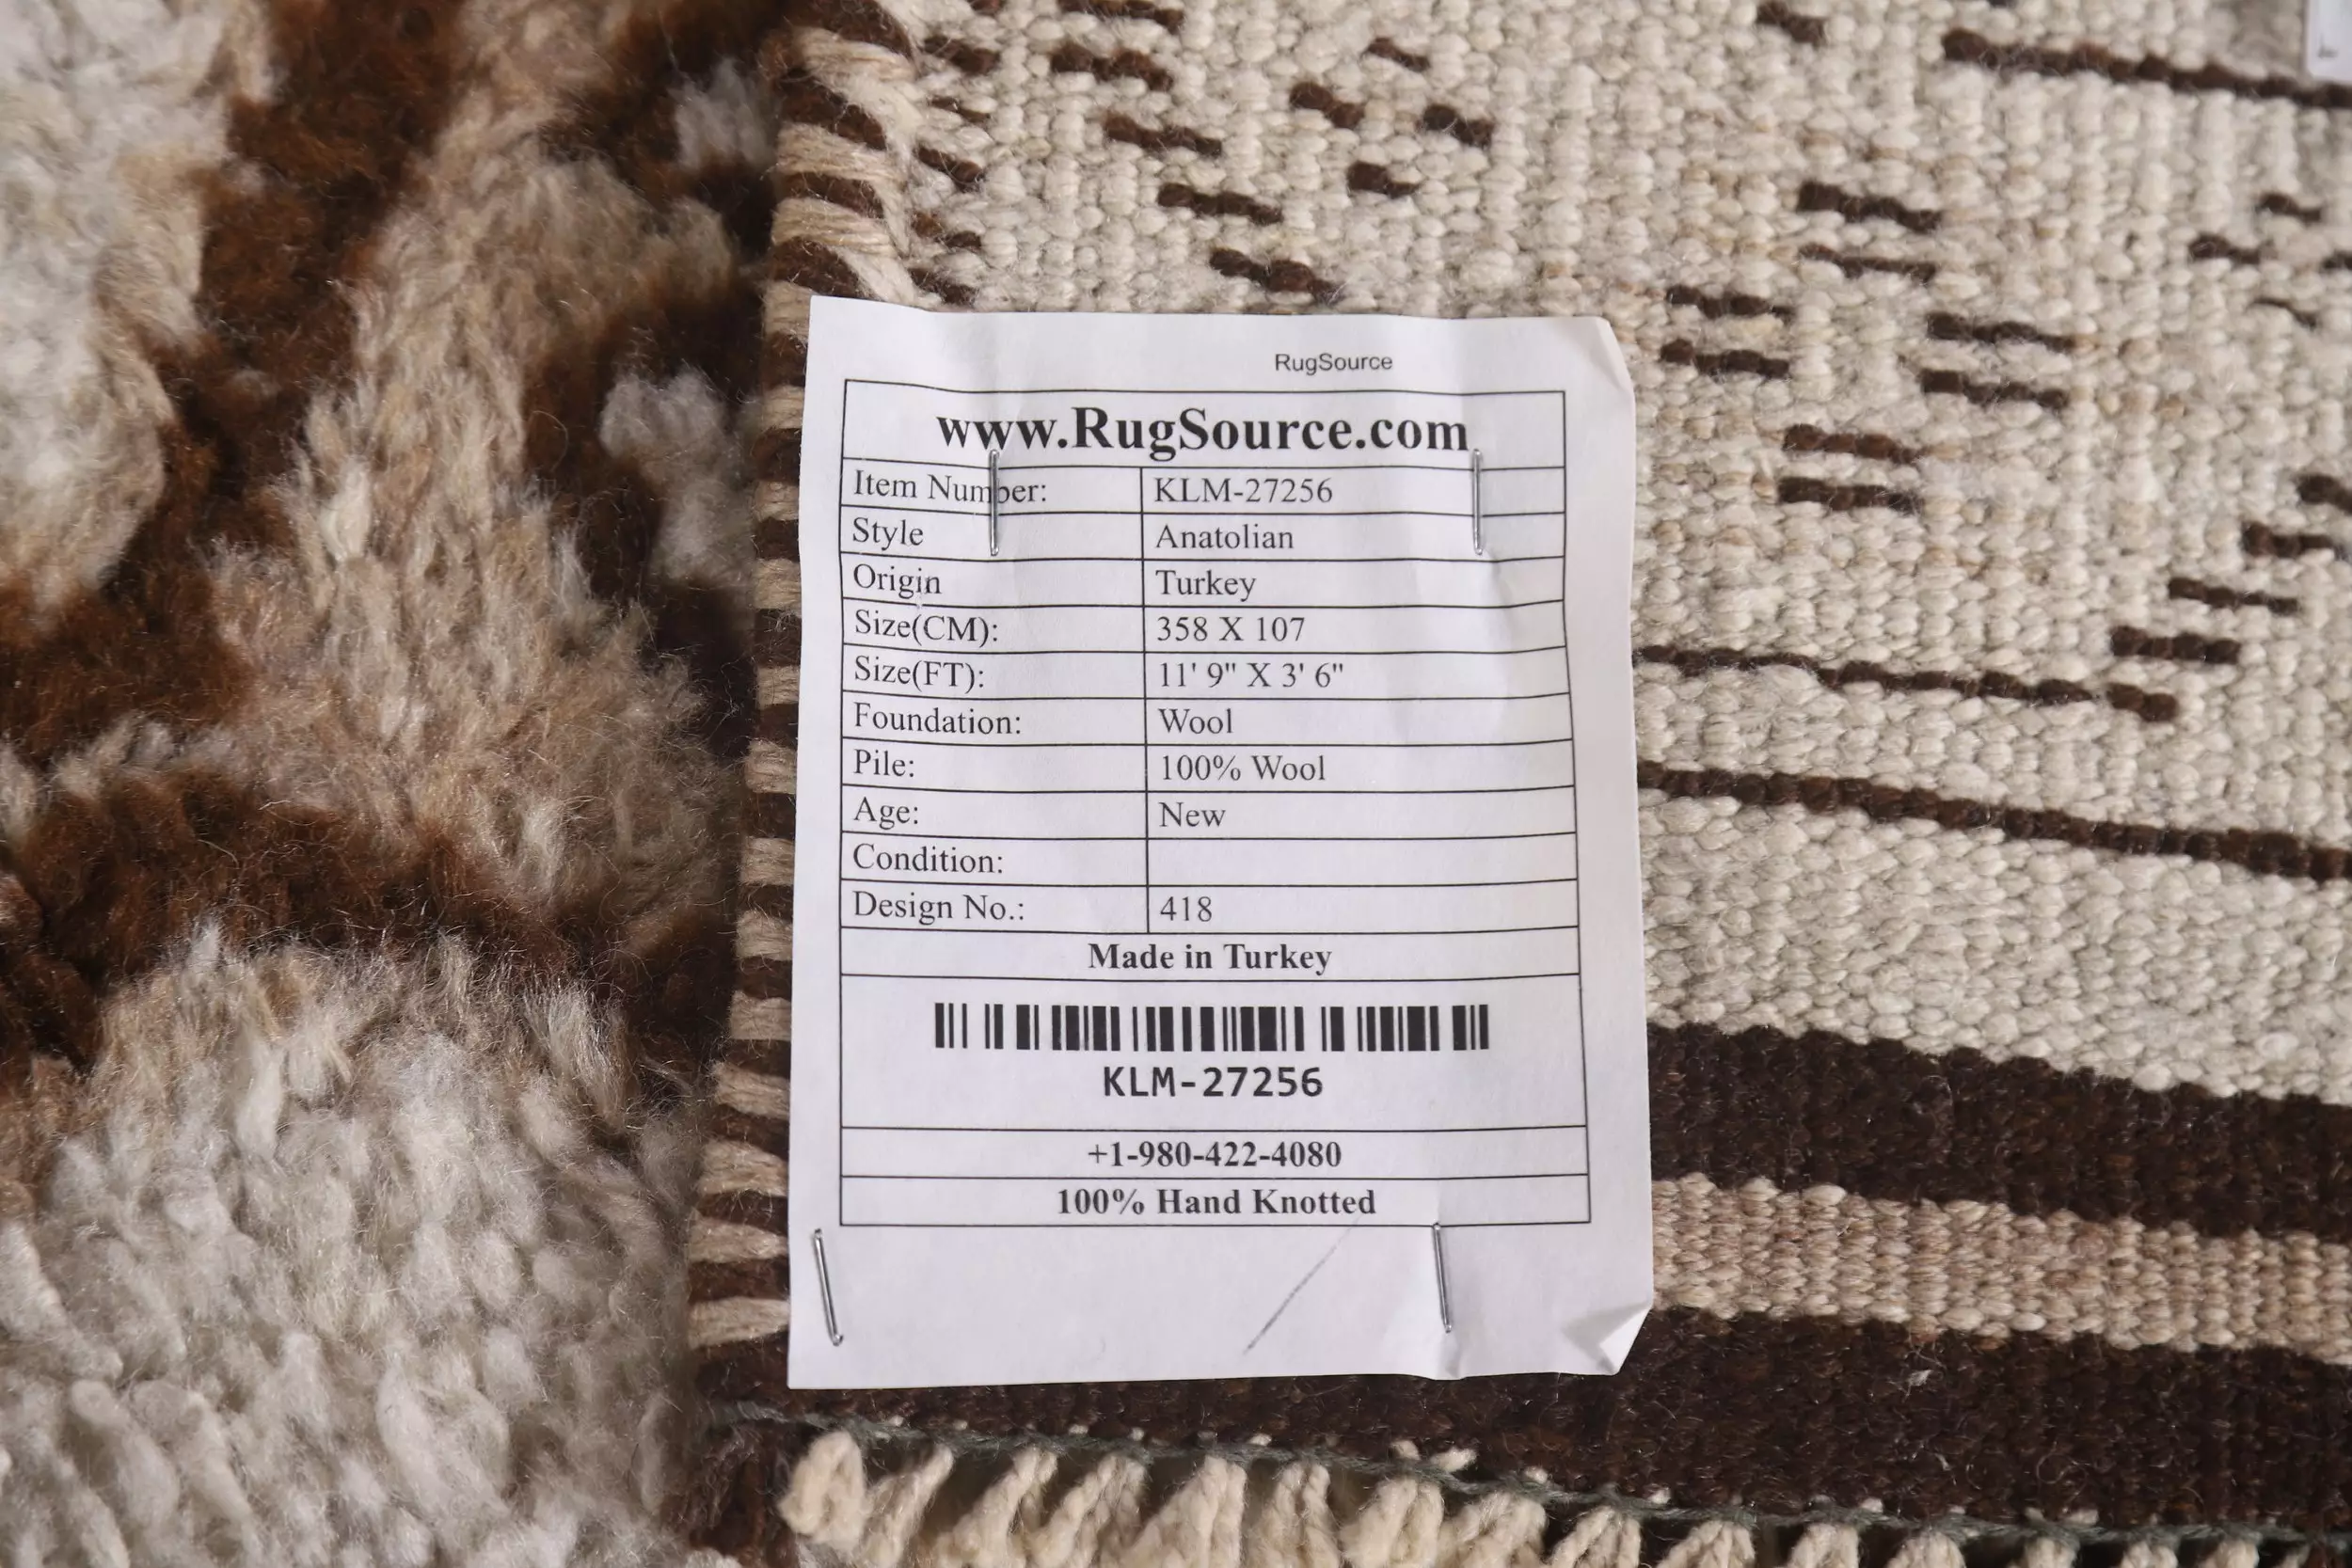 RugSource
www.RugSource.com
Item Number: KLM-27256
Style Anatolian
Origin Turkey
Size(CM): 358 X 107
Size(FT): 11' 9" X 3' 6"
Foundation: Wool
Pile: 100% Wool
Age: New
Condition:
Design No.: 418
Made in Turkey
KLM-27256
+1-980-422-4080
100% Hand Knotted